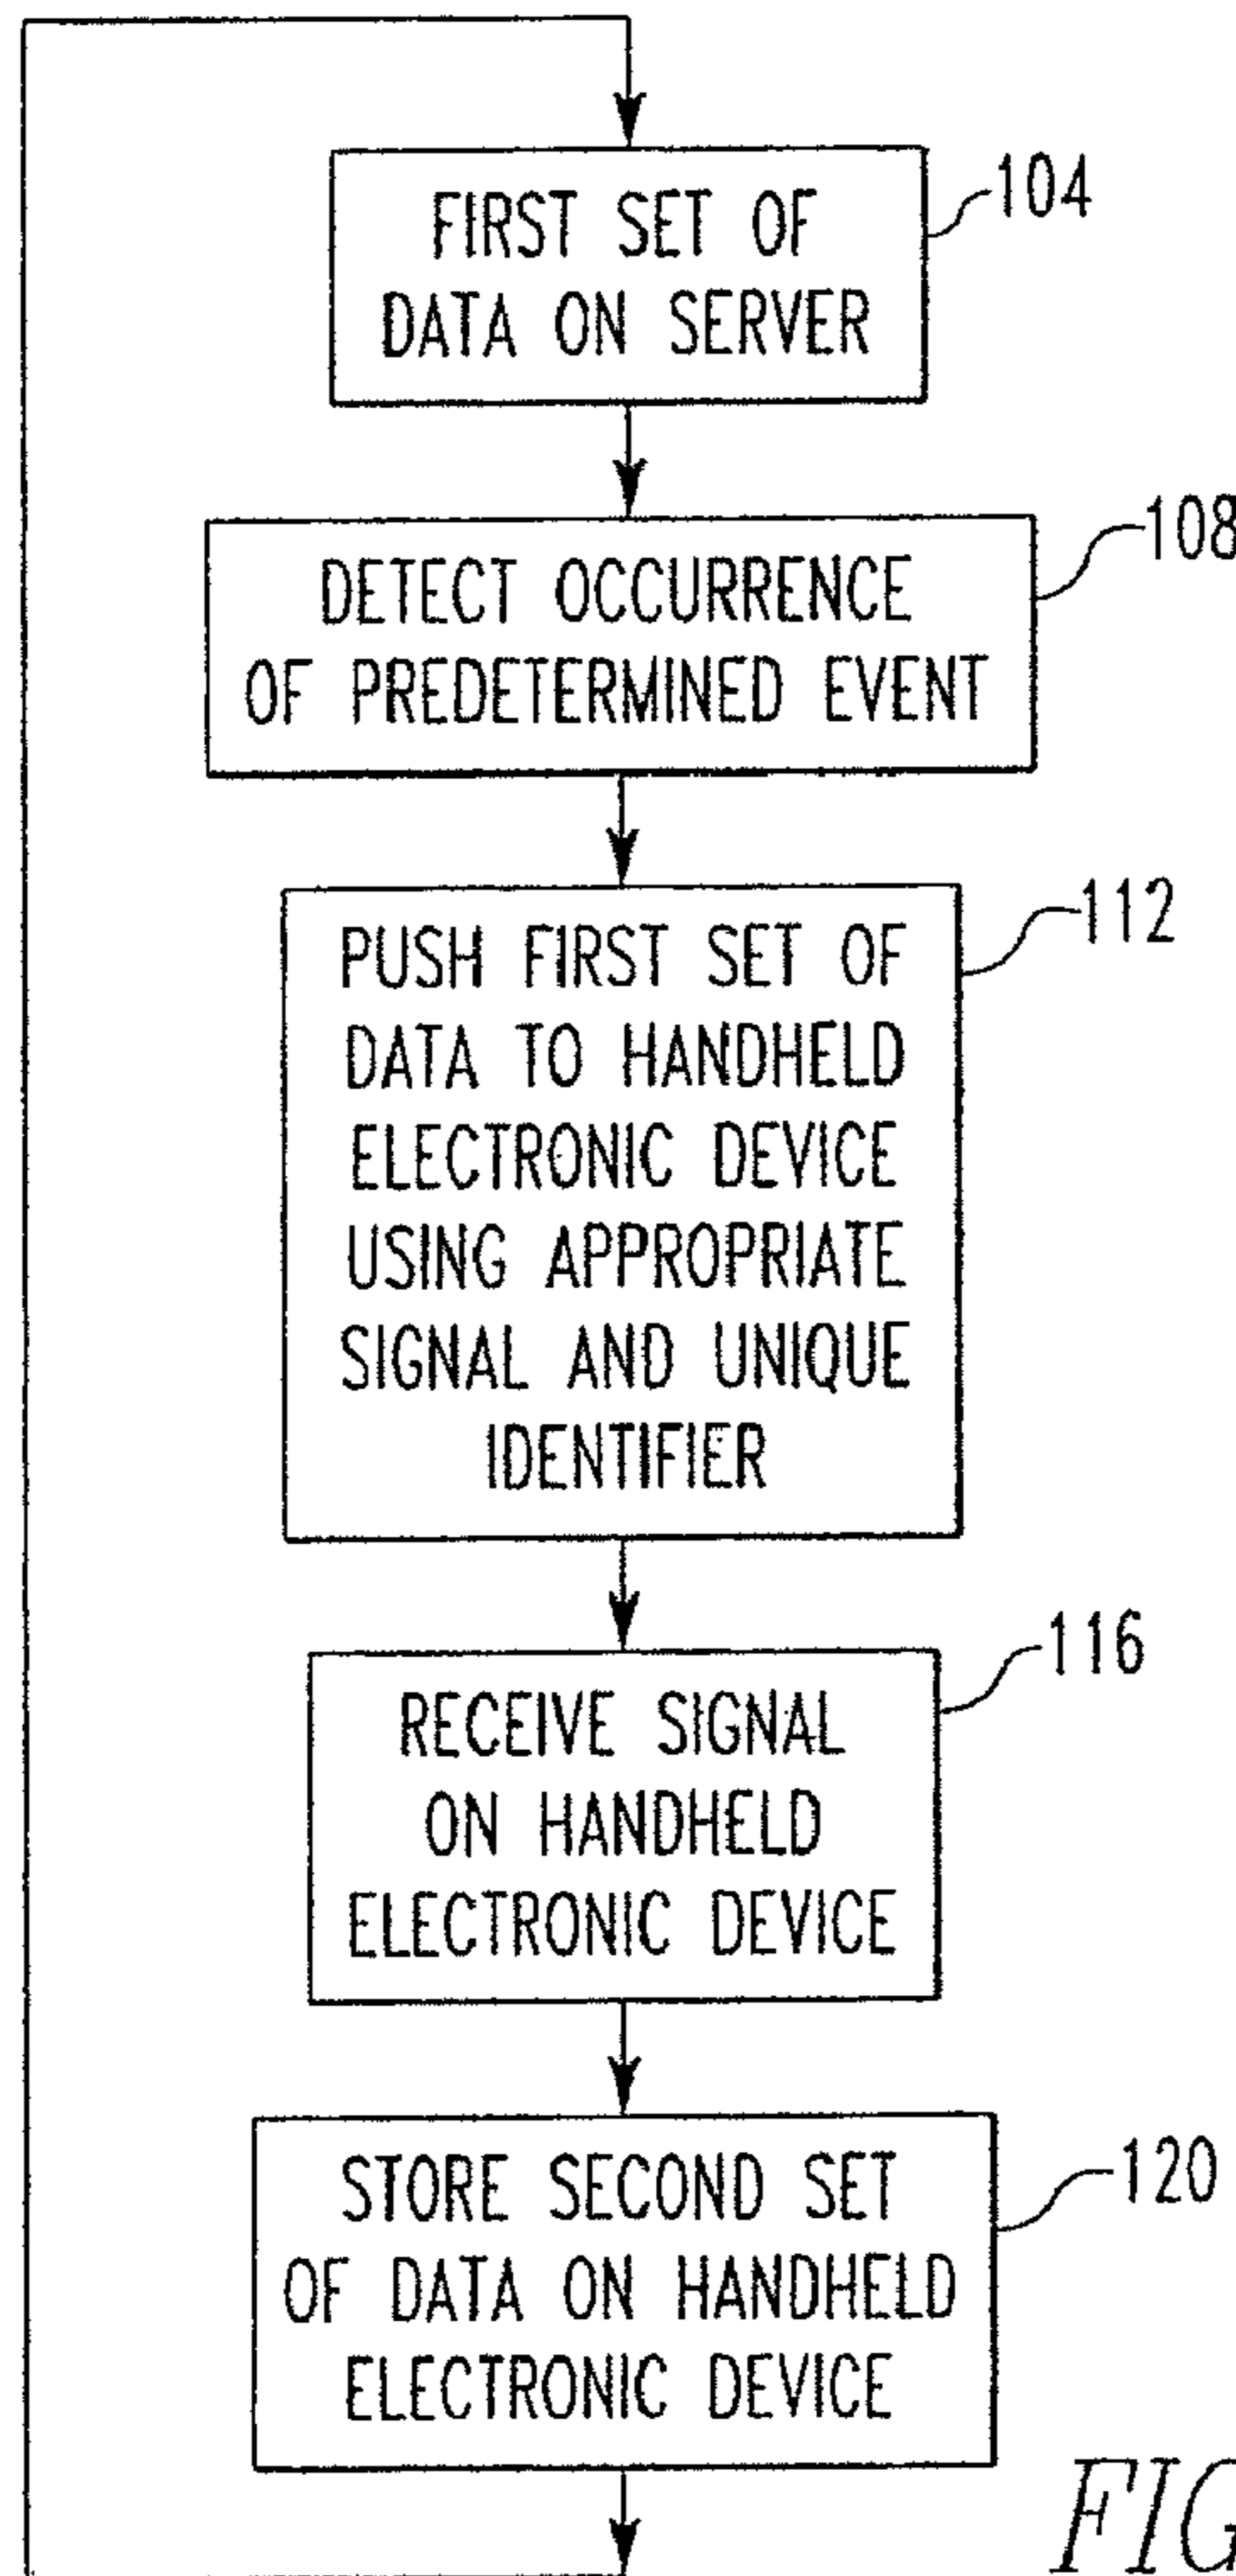 FIRST SET OF
DATA ON SERVER
104
DETECT OCCURRENCE
OF PREDETERMINED EVENT
108
PUSH FIRST SET OF
DATA TO HANDHELD
ELECTRONIC DEVICE
USING APPROPRIATE
SIGNAL AND UNIQUE
IDENTIFIER
112
RECEIVE SIGNAL
ON HANDHELD
ELECTRONIC DEVICE
116
STORE SECOND SET
OF DATA ON HANDHELD
ELECTRONIC DEVICE
120
FIG